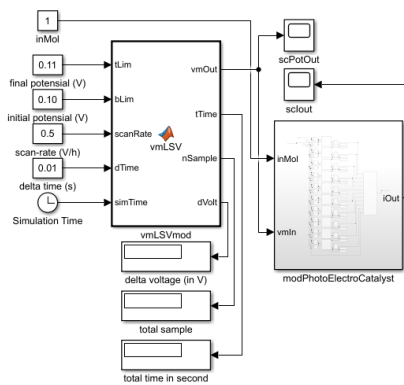 1
inMol
0.11
final potensial (V)
0.10
initial potensial (V)
0.5
scan-rate (V/h)
0.01
delta time (s)
Simulation Time
tLim
bLim
scanRate
dTime
simTime
vmLSV
vmOut
tTime
nSample
dVolt
vmLSVmod
delta voltage (in V)
total sample
total time in second
scPotOut
scIout
inMol
vmIn
iOut
modPhotoElectroCatalyst